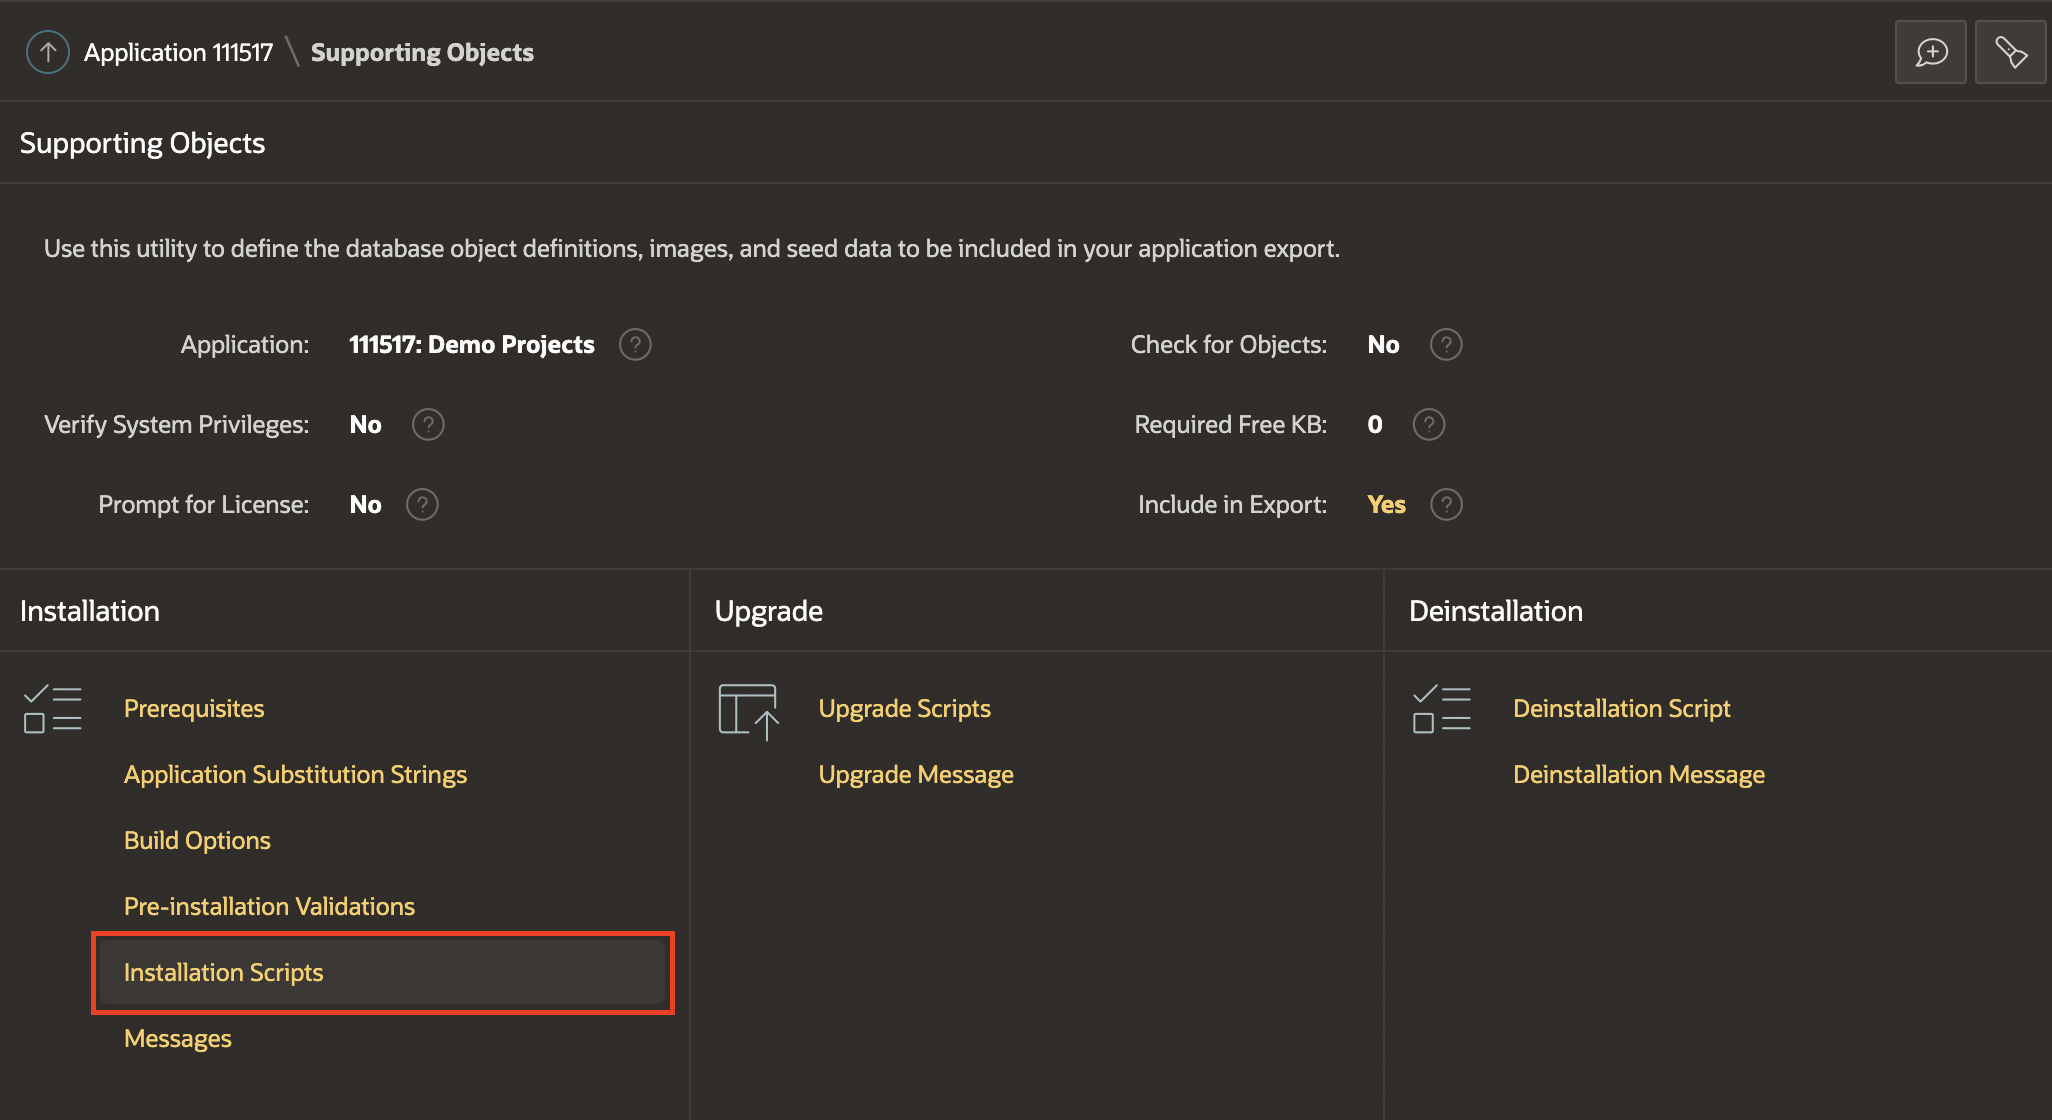 Application 111517 \ Supporting Objects
Supporting Objects
Use this utility to define the database object definitions, images, and seed data to be included in your application export.
Application: 111517: Demo Projects ?
Check for Objects: No ?
Verify System Privileges: No ?
Required Free KB: 0 ?
Prompt for License: No ?
Include in Export: Yes ?
Installation
Prerequisites
Application Substitution Strings
Build Options
Pre-installation Validations
Installation Scripts
Messages
Upgrade
Upgrade Scripts
Upgrade Message
Deinstallation
Deinstallation Script
Deinstallation Message